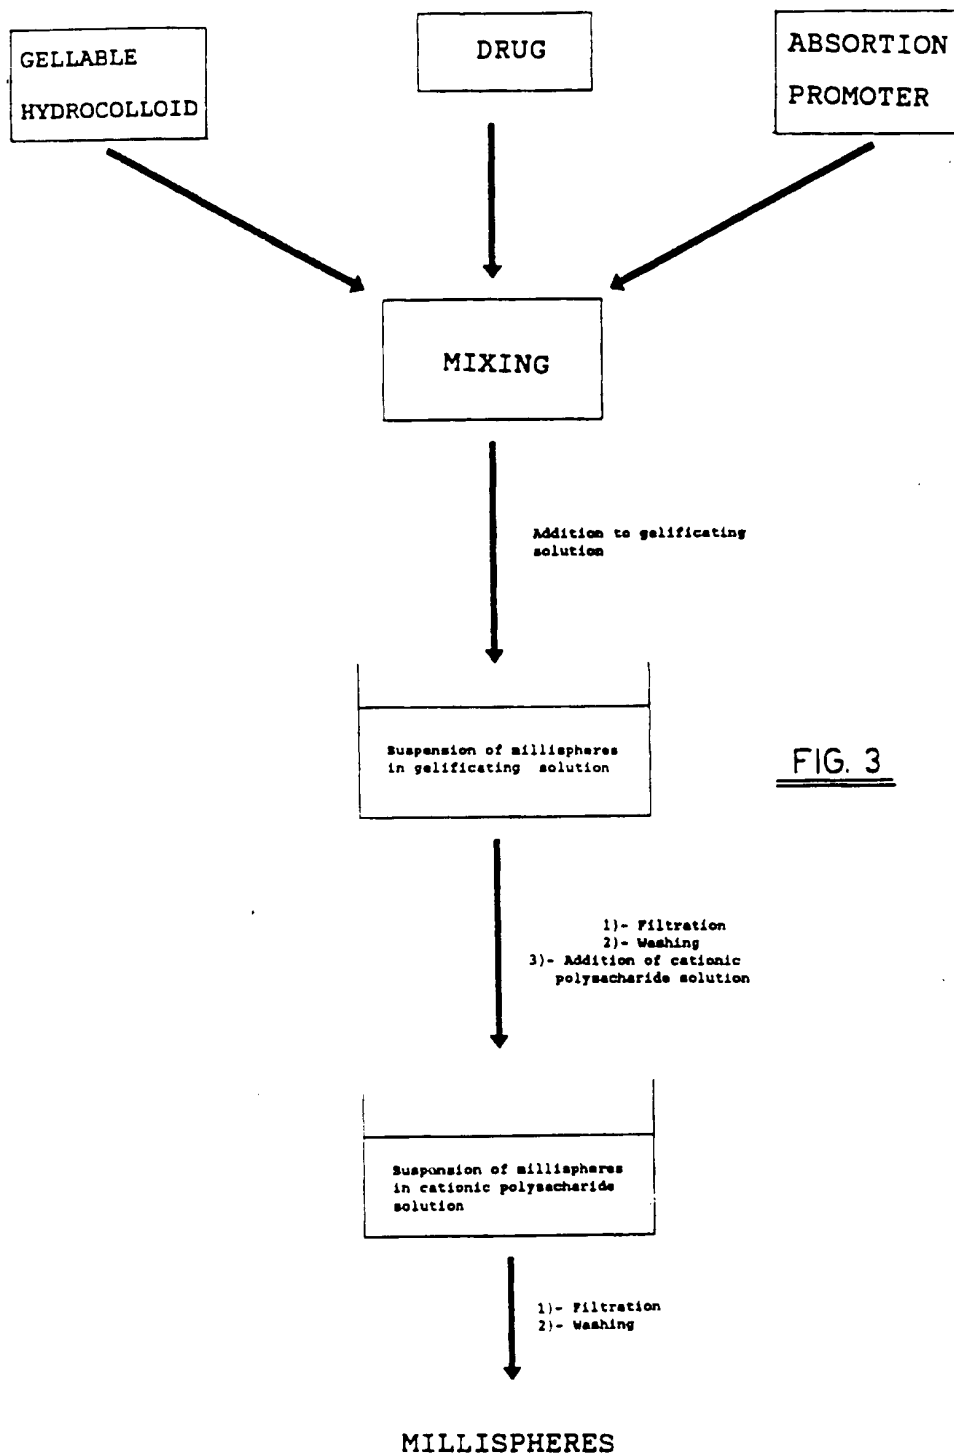 GELLABLE
HYDROCOLLOID
DRUG
ABSORTION
PROMOTER
MIXING
Addition to gelificating
solution
Suspension of millispheres
in gelificating solution
FIG. 3
1)- Filtration
2)- Washing
3)- Addition of cationic
polysacharide solution
Suspension of millispheres
in cationic polysacharide
solution
1)- Filtration
2)- Washing
MILLISPHERES